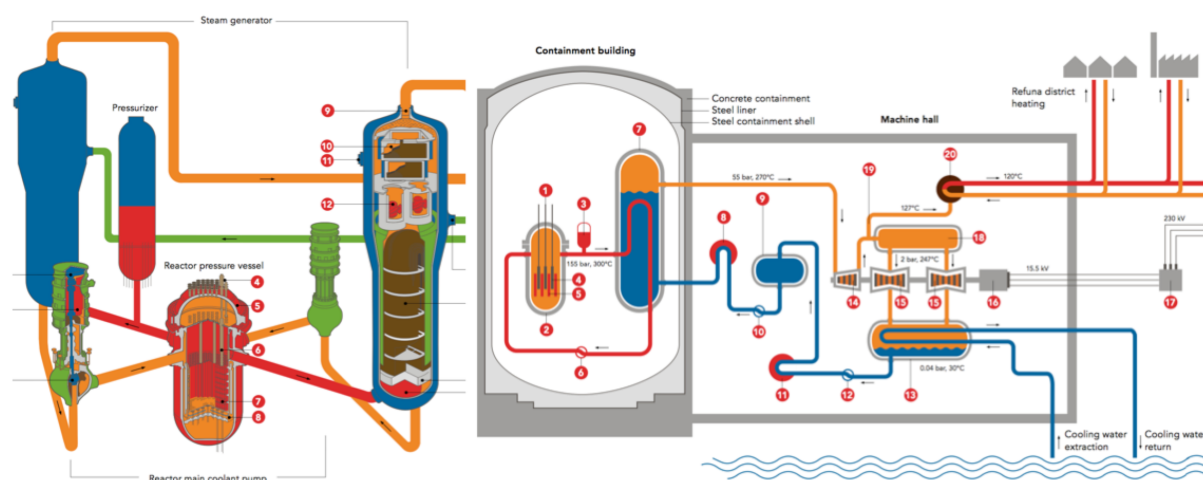 Steam generator
Pressurizer
9
10
11
12
Reactor pressure vessel
4
5
6
7
8
Reactor main coolant pump
Containment building
Concrete containment
Steel liner
Steel containment shell
Machine hall
Refuna district
heating
7
1
3
55 bar, 270°C
19
20
120°C
127°C
8
9
18
230 kV
155 bar, 300°C
4
5
2 bar, 247°C
15.5 kV
2
14
15
15
16
17
10
6
11
12
0.04 bar, 30°C
13
Cooling water
extraction
Cooling water
return